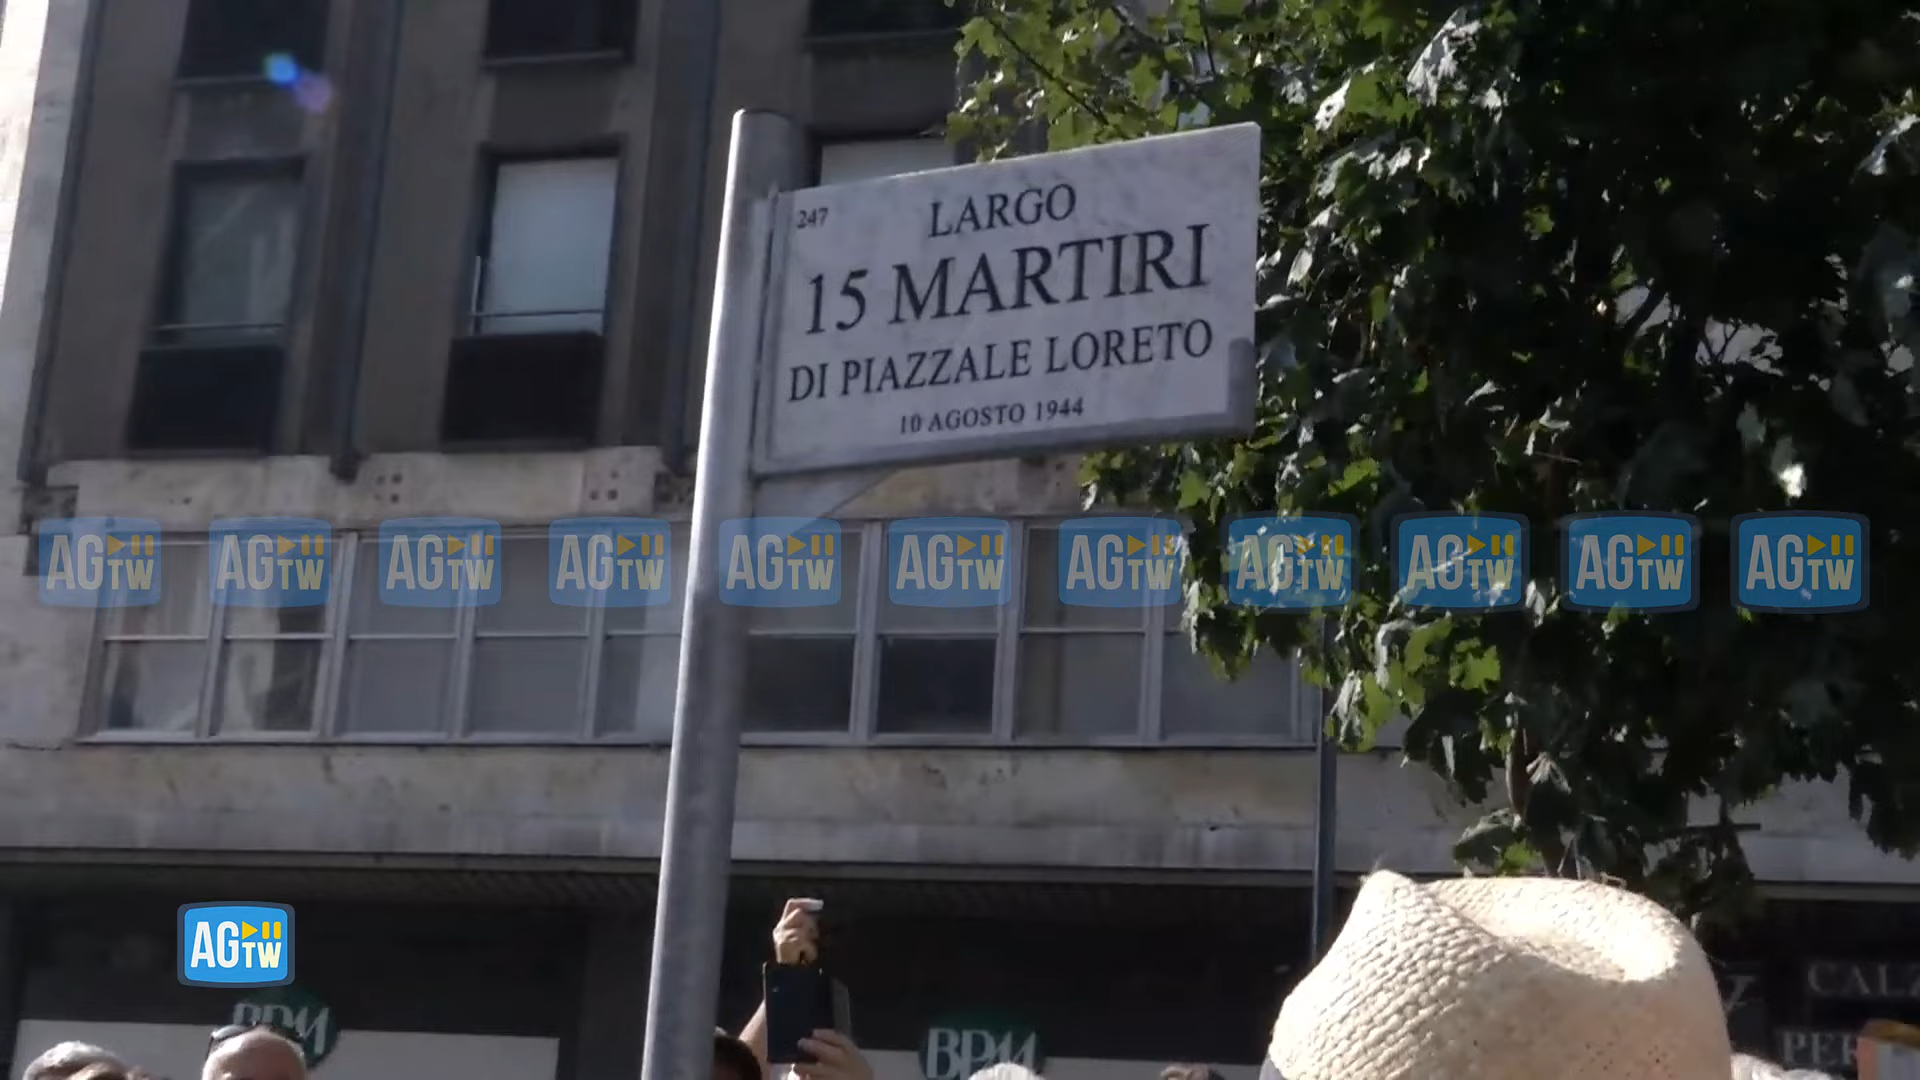 247
LARGO
15 MARTIRI
DI PIAZZALE LORETO
10 AGOSTO 1944
AGTW AGTW AGTW AGTW AGTW AGTW AGTW AGTW AGTW AGTW AGTW
AGTW
BPM
BPM